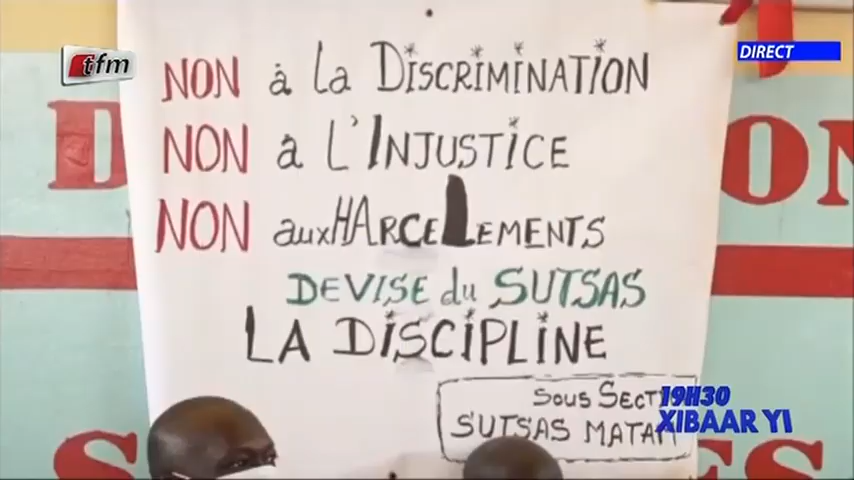 tfm
DIRECT
NON à la DISCRIMINATION
NON à L'INJUSTICE
NON aux HARCELEMENTS
DEVISE du SUTSAS
LA DISCIPLINE
SOUS SECT
SUTSAS MATAM
19H30
XIBAAR YI